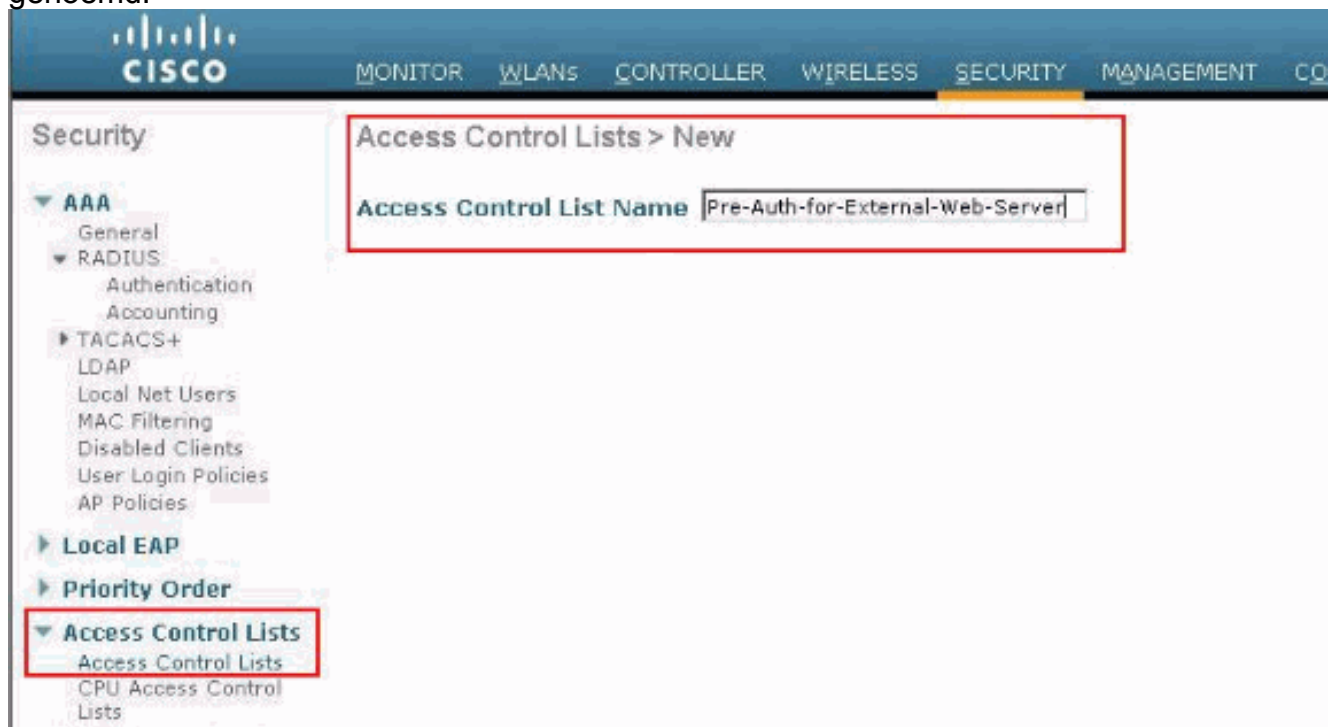 genoemd.
CISCO
MONITOR WLANs CONTROLLER WIRELESS SECURITY MANAGEMENT
Security
AAA
General
RADIUS
Authentication
Accounting
TACACS+
LDAP
Local Net Users
MAC Filtering
Disabled Clients
User Login Policies
AP Policies
Local EAP
Priority Order
Access Control Lists
Access Control Lists
CPU Access Control
Lists
Access Control Lists > New
Access Control List Name Pre-Auth-for-External-Web-Server